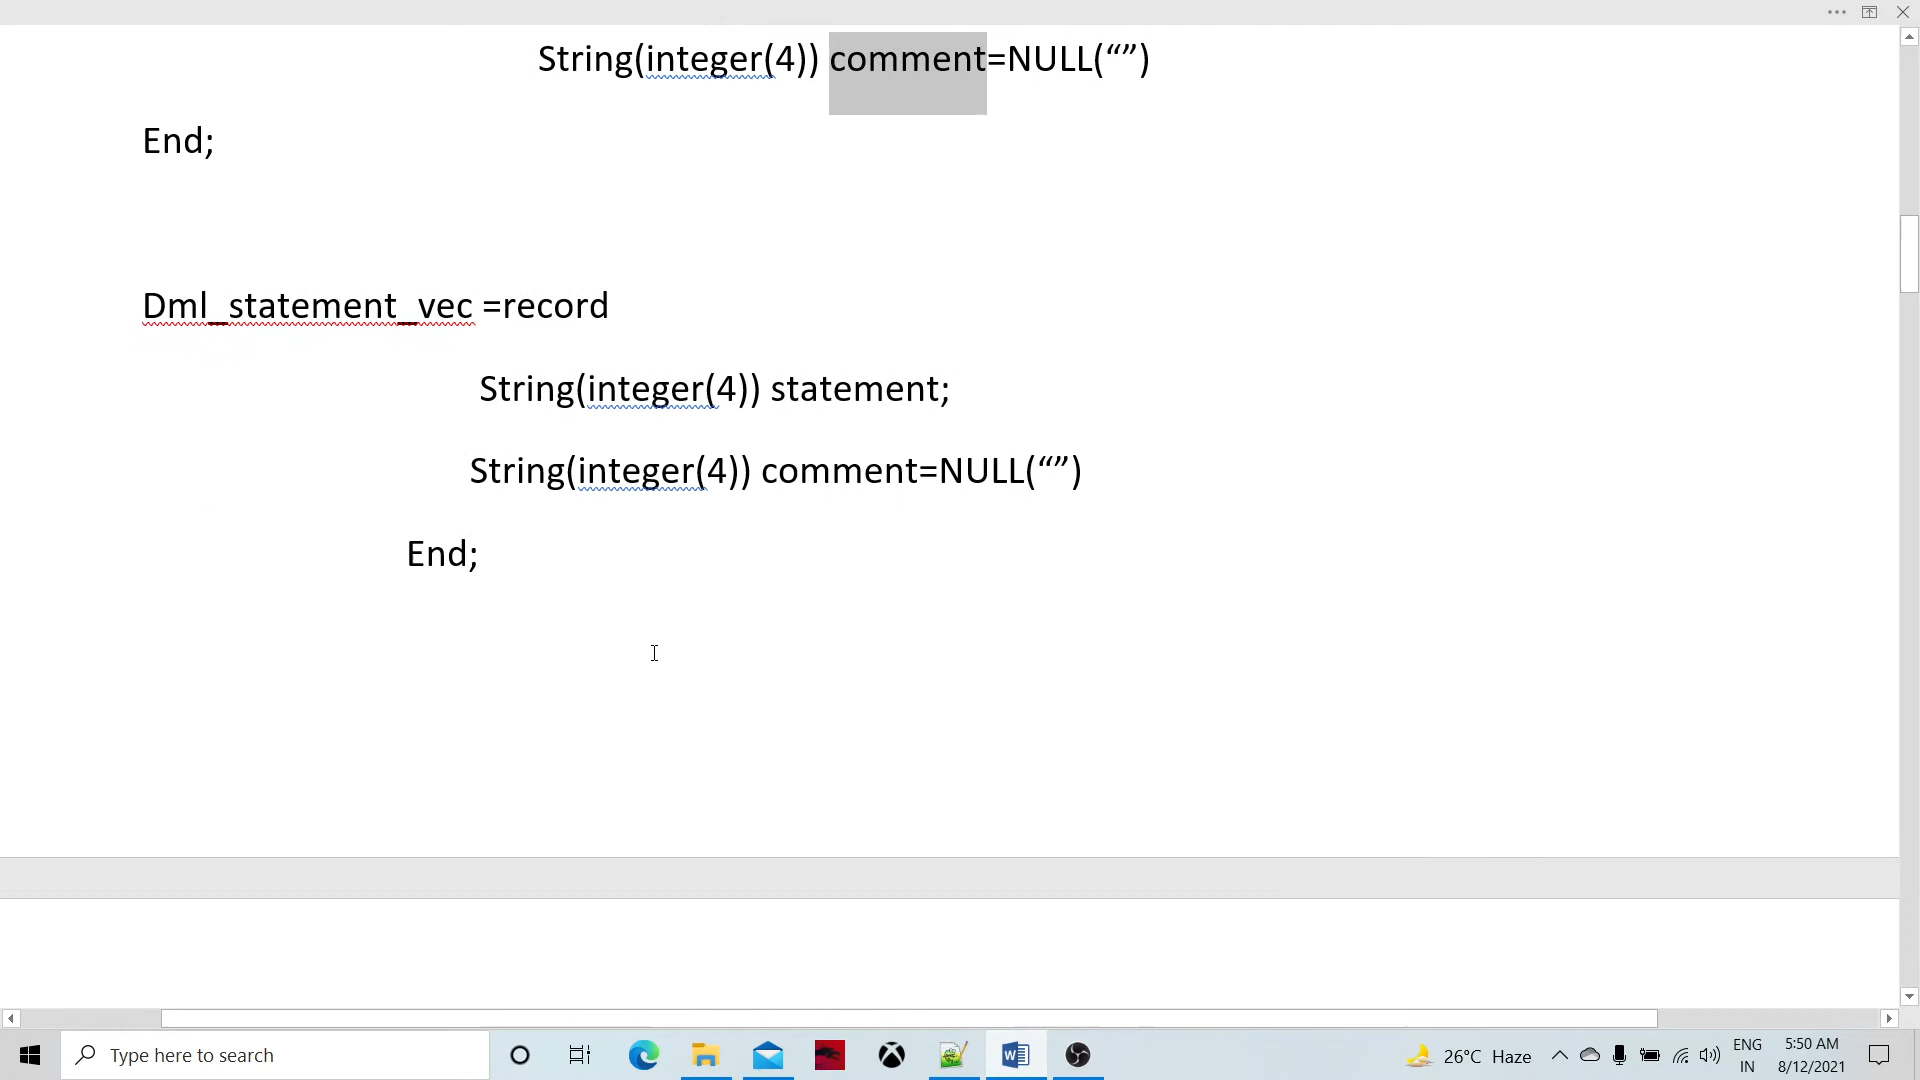 String(integer(4)) comment=NULL(“”)
End;
Dml_statement_vec =record
String(integer(4)) statement;
String(integer(4)) comment=NULL(“”)
End;
Type here to search
26°C Haze
ENG
IN
5:50 AM
8/12/2021